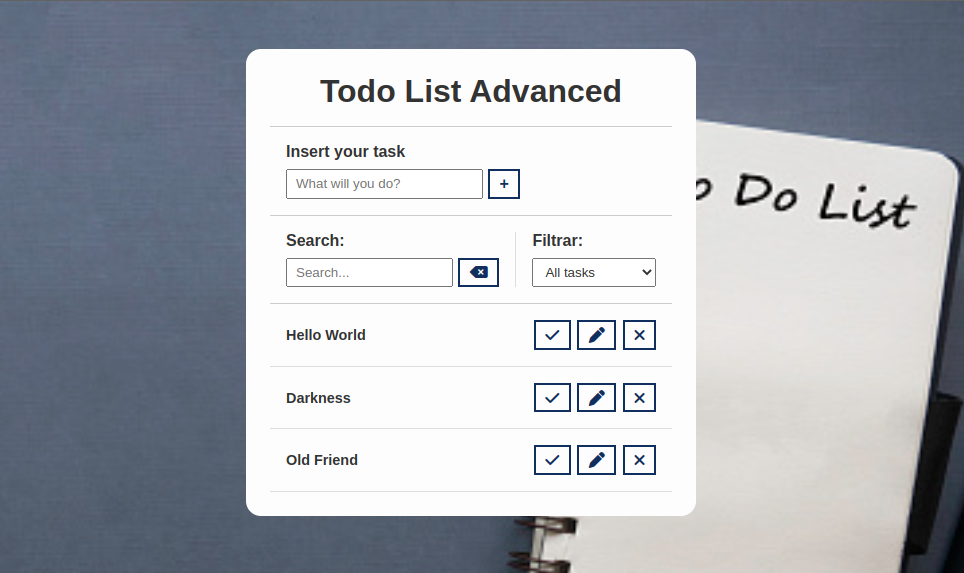 Todo List Advanced
Insert your task
What will you do?
+
Search:
Filtrar:
Search...
All tasks
Hello World
Darkness
Old Friend
o Do List